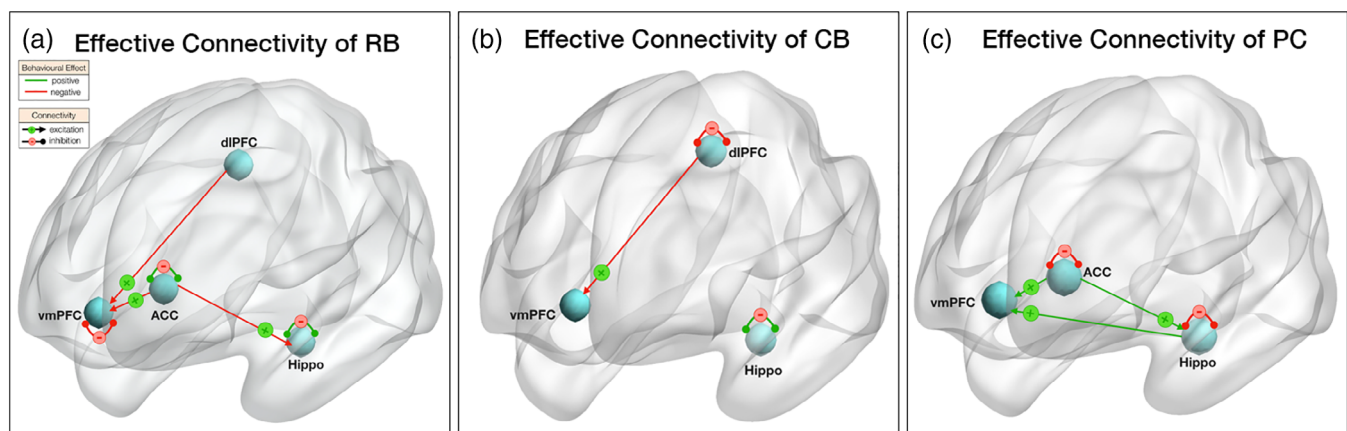 (a) Effective Connectivity of RB
Behavioural Effect
positive
negative
Connectivity
+ excitation
- inhibition
dlPFC
+
-
+
vmPFC
ACC
-
+
-
Hippo
(b) Effective Connectivity of CB
-
dlPFC
+
vmPFC
-
Hippo
(c) Effective Connectivity of PC
-
ACC
+
vmPFC
+
+
-
Hippo